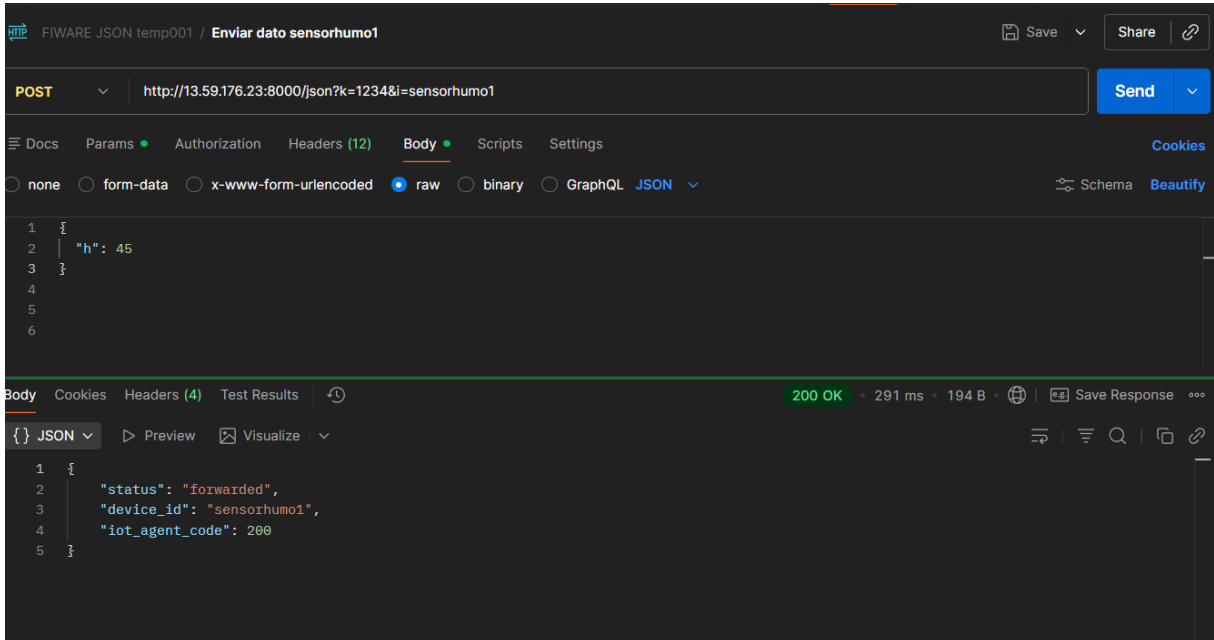 HTTP FIWARE JSON temp001 / Enviar dato sensorhumo1 Save Share
POST http://13.59.176.23:8000/json?k=1234&i=sensorhumo1 Send
Docs Params Authorization Headers (12) Body Scripts Settings Cookies
none form-data x-www-form-urlencoded raw binary GraphQL JSON Schema Beautify
1 {
2 "h": 45
3 }
4
5
6
Body Cookies Headers (4) Test Results 200 OK 291 ms 194 B e.g. Save Response
{} JSON Preview Visualize
1 {
2 "status": "forwarded",
3 "device_id": "sensorhumo1",
4 "iot_agent_code": 200
5 }